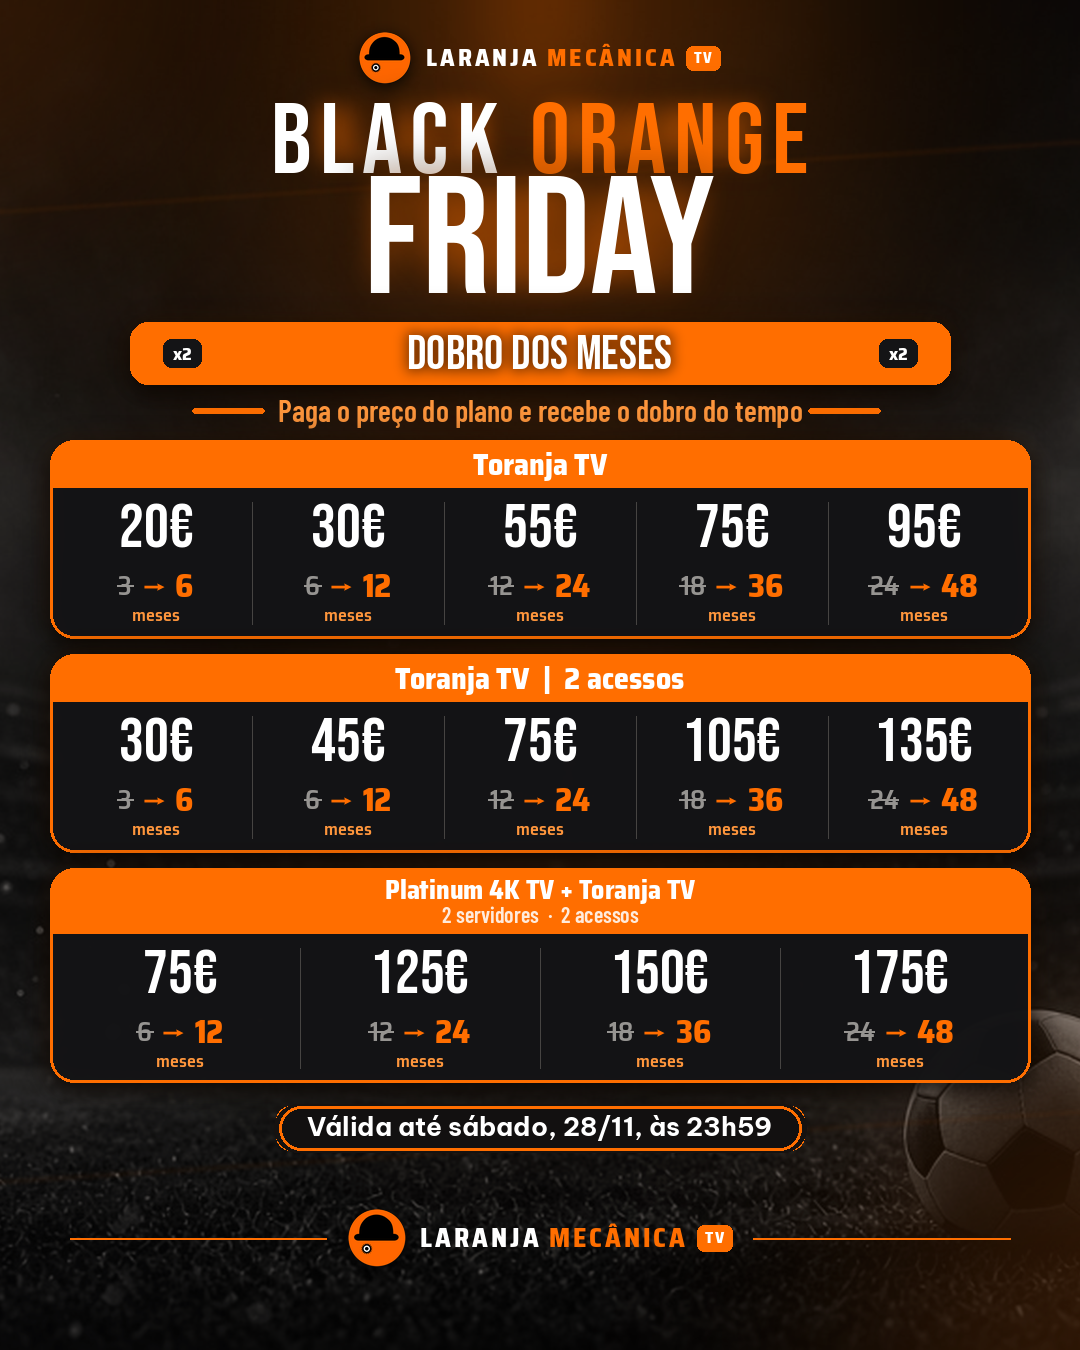 LARANJA MECÂNICA TV
BLACK ORANGE
FRIDAY
x2 DOBRO DOS MESES x2
Paga o preço do plano e recebe o dobro do tempo
Toranja TV
20€ 30€ 55€ 75€ 95€
3 → 6 6 → 12 12 → 24 18 → 36 24 → 48
meses meses meses meses meses
Toranja TV | 2 acessos
30€ 45€ 75€ 105€ 135€
3 → 6 6 → 12 12 → 24 18 → 36 24 → 48
meses meses meses meses meses
Platinum 4K TV + Toranja TV
2 servidores · 2 acessos
75€ 125€ 150€ 175€
6 → 12 12 → 24 18 → 36 24 → 48
meses meses meses meses
Válida até sábado, 28/11, às 23h59
LARANJA MECÂNICA TV